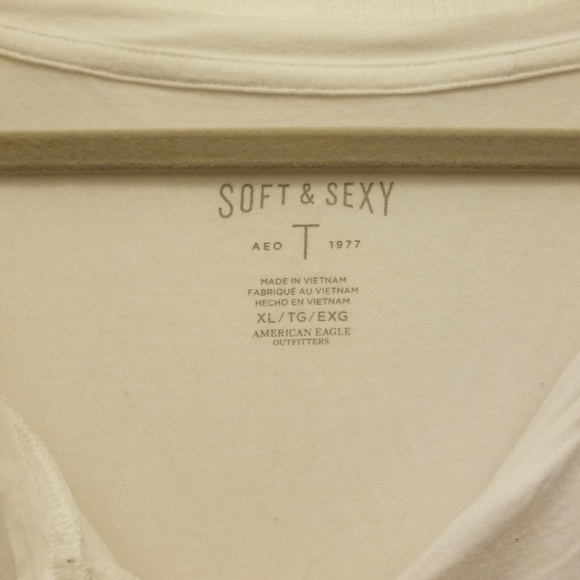 SOFT & SEXY
AEO T 1977
MADE IN VIETNAM
FABRIQUÉ AU VIETNAM
HECHO EN VIETNAM
XL/TG/EXG
AMERICAN EAGLE
OUTFITTERS